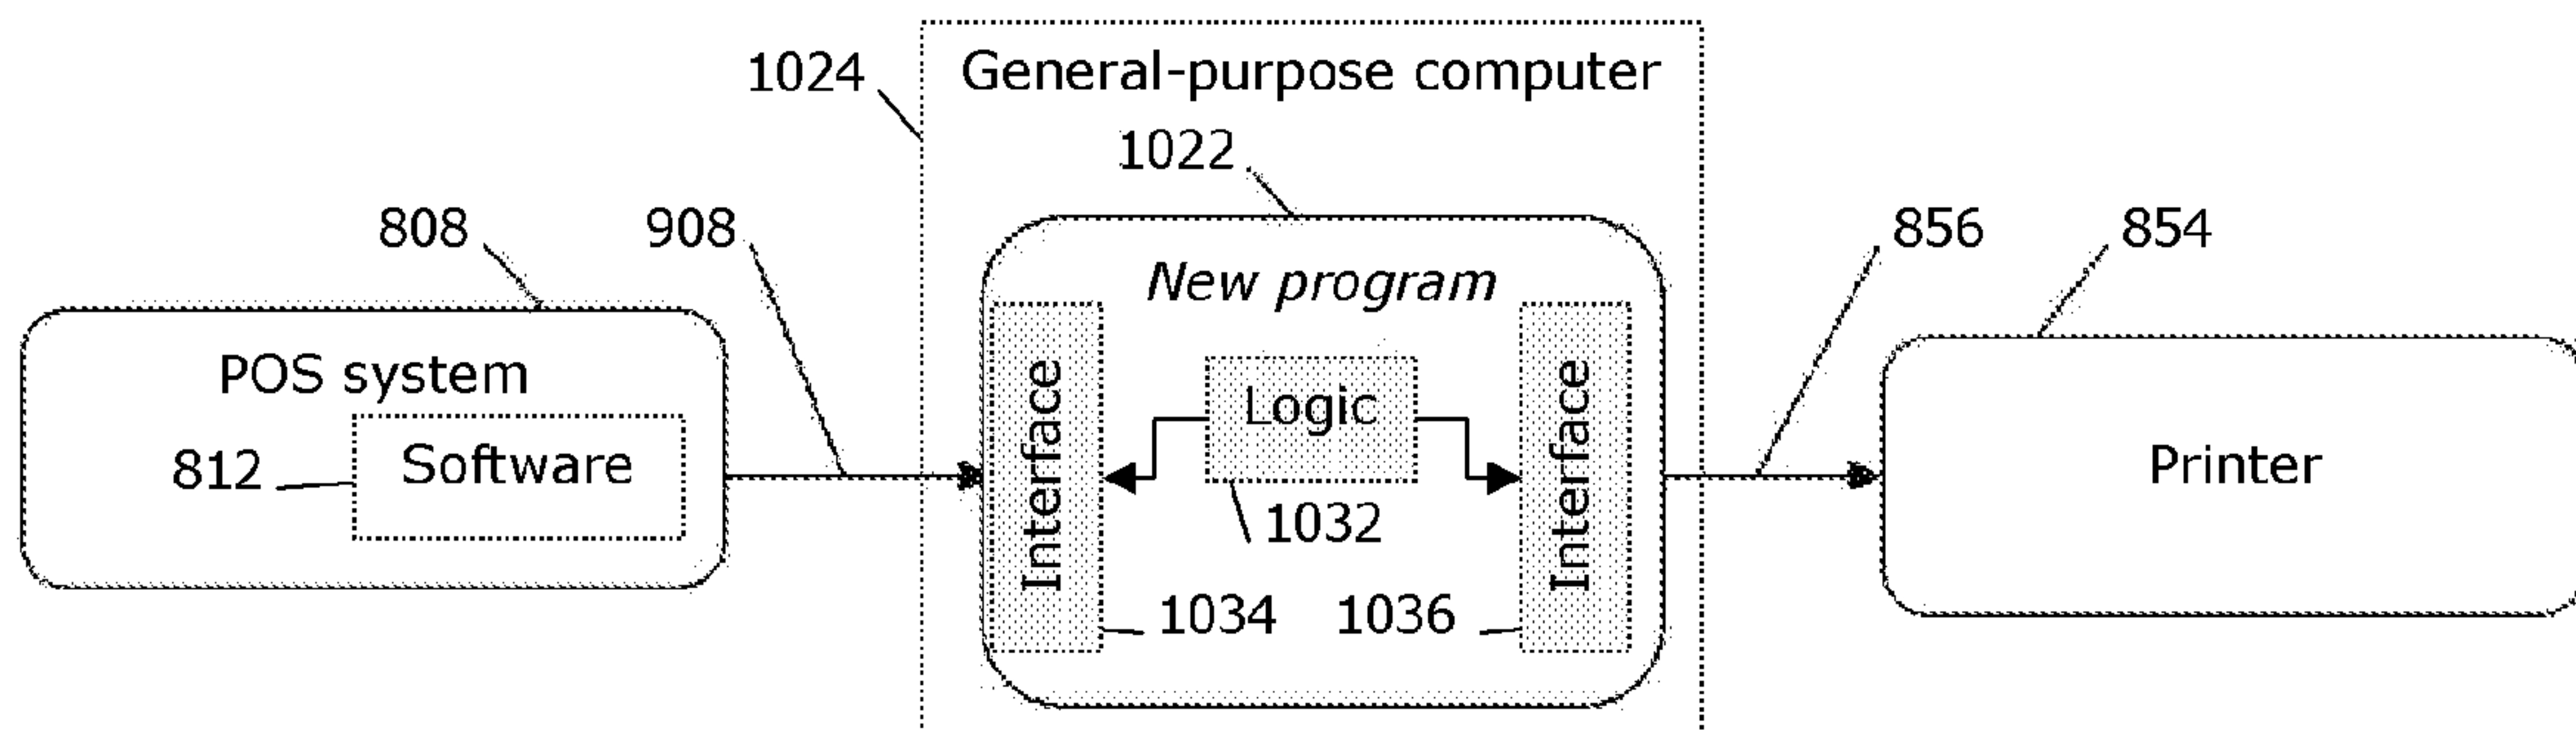 1024
General-purpose computer
1022
808
908
856
854
New program
POS system
812
Software
Interface
Logic
Interface
Printer
1032
1034
1036